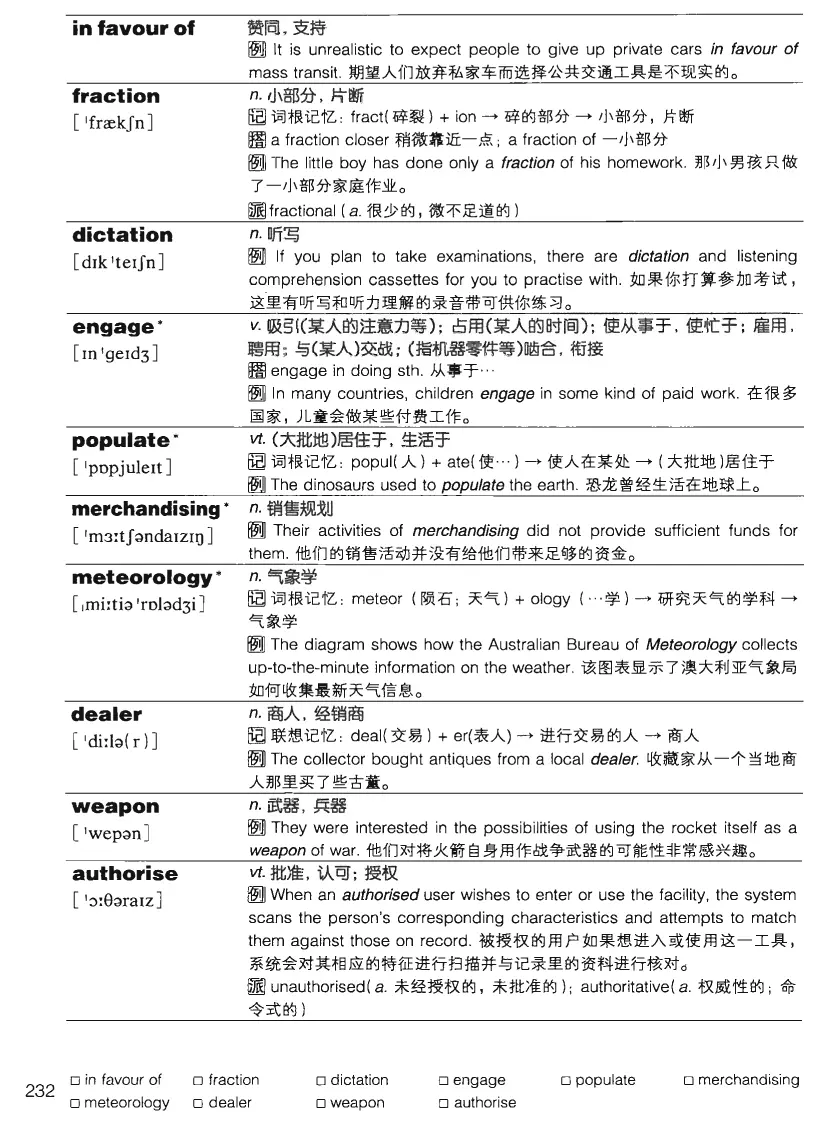 in favour of 赞同，支持
例 It is unrealistic to expect people to give up private cars in favour of
mass transit. 期望人们放弃私家车而选择公共交通工具是不现实的。
fraction n. 小部分，片断
[ˈfrækʃn] 记 词根记忆：fract(碎裂) + ion → 碎的部分 → 小部分，片断
搭 a fraction closer 稍微靠近一点；a fraction of 一小部分
例 The little boy has done only a fraction of his homework. 那小男孩只做
了一小部分家庭作业。
派 fractional (a. 很少的，微不足道的)
dictation n. 听写
[dɪkˈteɪʃn] 例 If you plan to take examinations, there are dictation and listening
comprehension cassettes for you to practise with. 如果你打算参加考试，
这里有听写和听力理解的录音带可供你练习。
engage* v. 吸引(某人的注意力等)；占用(某人的时间)；使从事于，使忙于；雇用，
[ɪnˈɡeɪdʒ] 聘用；与(某人)交战；(指机器零件等)啮合，衔接
搭 engage in doing sth. 从事于…
例 In many countries, children engage in some kind of paid work. 在很多
国家，儿童会做某些付费工作。
populate* vt. (大批地)居住于，生活于
[ˈpɒpjuleɪt] 记 词根记忆：popul(人) + ate(使…) → 使人在某处 → (大批地)居住于
例 The dinosaurs used to populate the earth. 恐龙曾经生活在地球上。
merchandising* n. 销售规划
[ˈmɜːtʃəndaɪzɪŋ] 例 Their activities of merchandising did not provide sufficient funds for
them. 他们的销售活动并没有给他们带来足够的资金。
meteorology* n. 气象学
[ˌmiːtiəˈrɒlədʒi] 记 词根记忆：meteor (陨石；天气) + ology (…学) → 研究天气的学科 →
气象学
例 The diagram shows how the Australian Bureau of Meteorology collects
up-to-the-minute information on the weather. 该图表显示了澳大利亚气象局
如何收集最新天气信息。
dealer n. 商人，经销商
[ˈdiːlə(r)] 记 联想记忆：deal(交易) + er(表人) → 进行交易的人 → 商人
例 The collector bought antiques from a local dealer. 收藏家从一个当地商
人那里买了些古董。
weapon n. 武器，兵器
[ˈwepən] 例 They were interested in the possibilities of using the rocket itself as a
weapon of war. 他们对将火箭自身用作战争武器的可能性非常感兴趣。
authorise vt. 批准，认可；授权
[ˈɔːθəraɪz] 例 When an authorised user wishes to enter or use the facility, the system
scans the person's corresponding characteristics and attempts to match
them against those on record. 被授权的用户如果想进入或使用这一工具，
系统会对其相应的特征进行扫描并与记录里的资料进行核对。
派 unauthorised(a. 未经授权的，未批准的)；authoritative(a. 权威性的；命
令式的)
232 □ in favour of □ fraction □ dictation □ engage □ populate □ merchandising
□ meteorology □ dealer □ weapon □ authorise